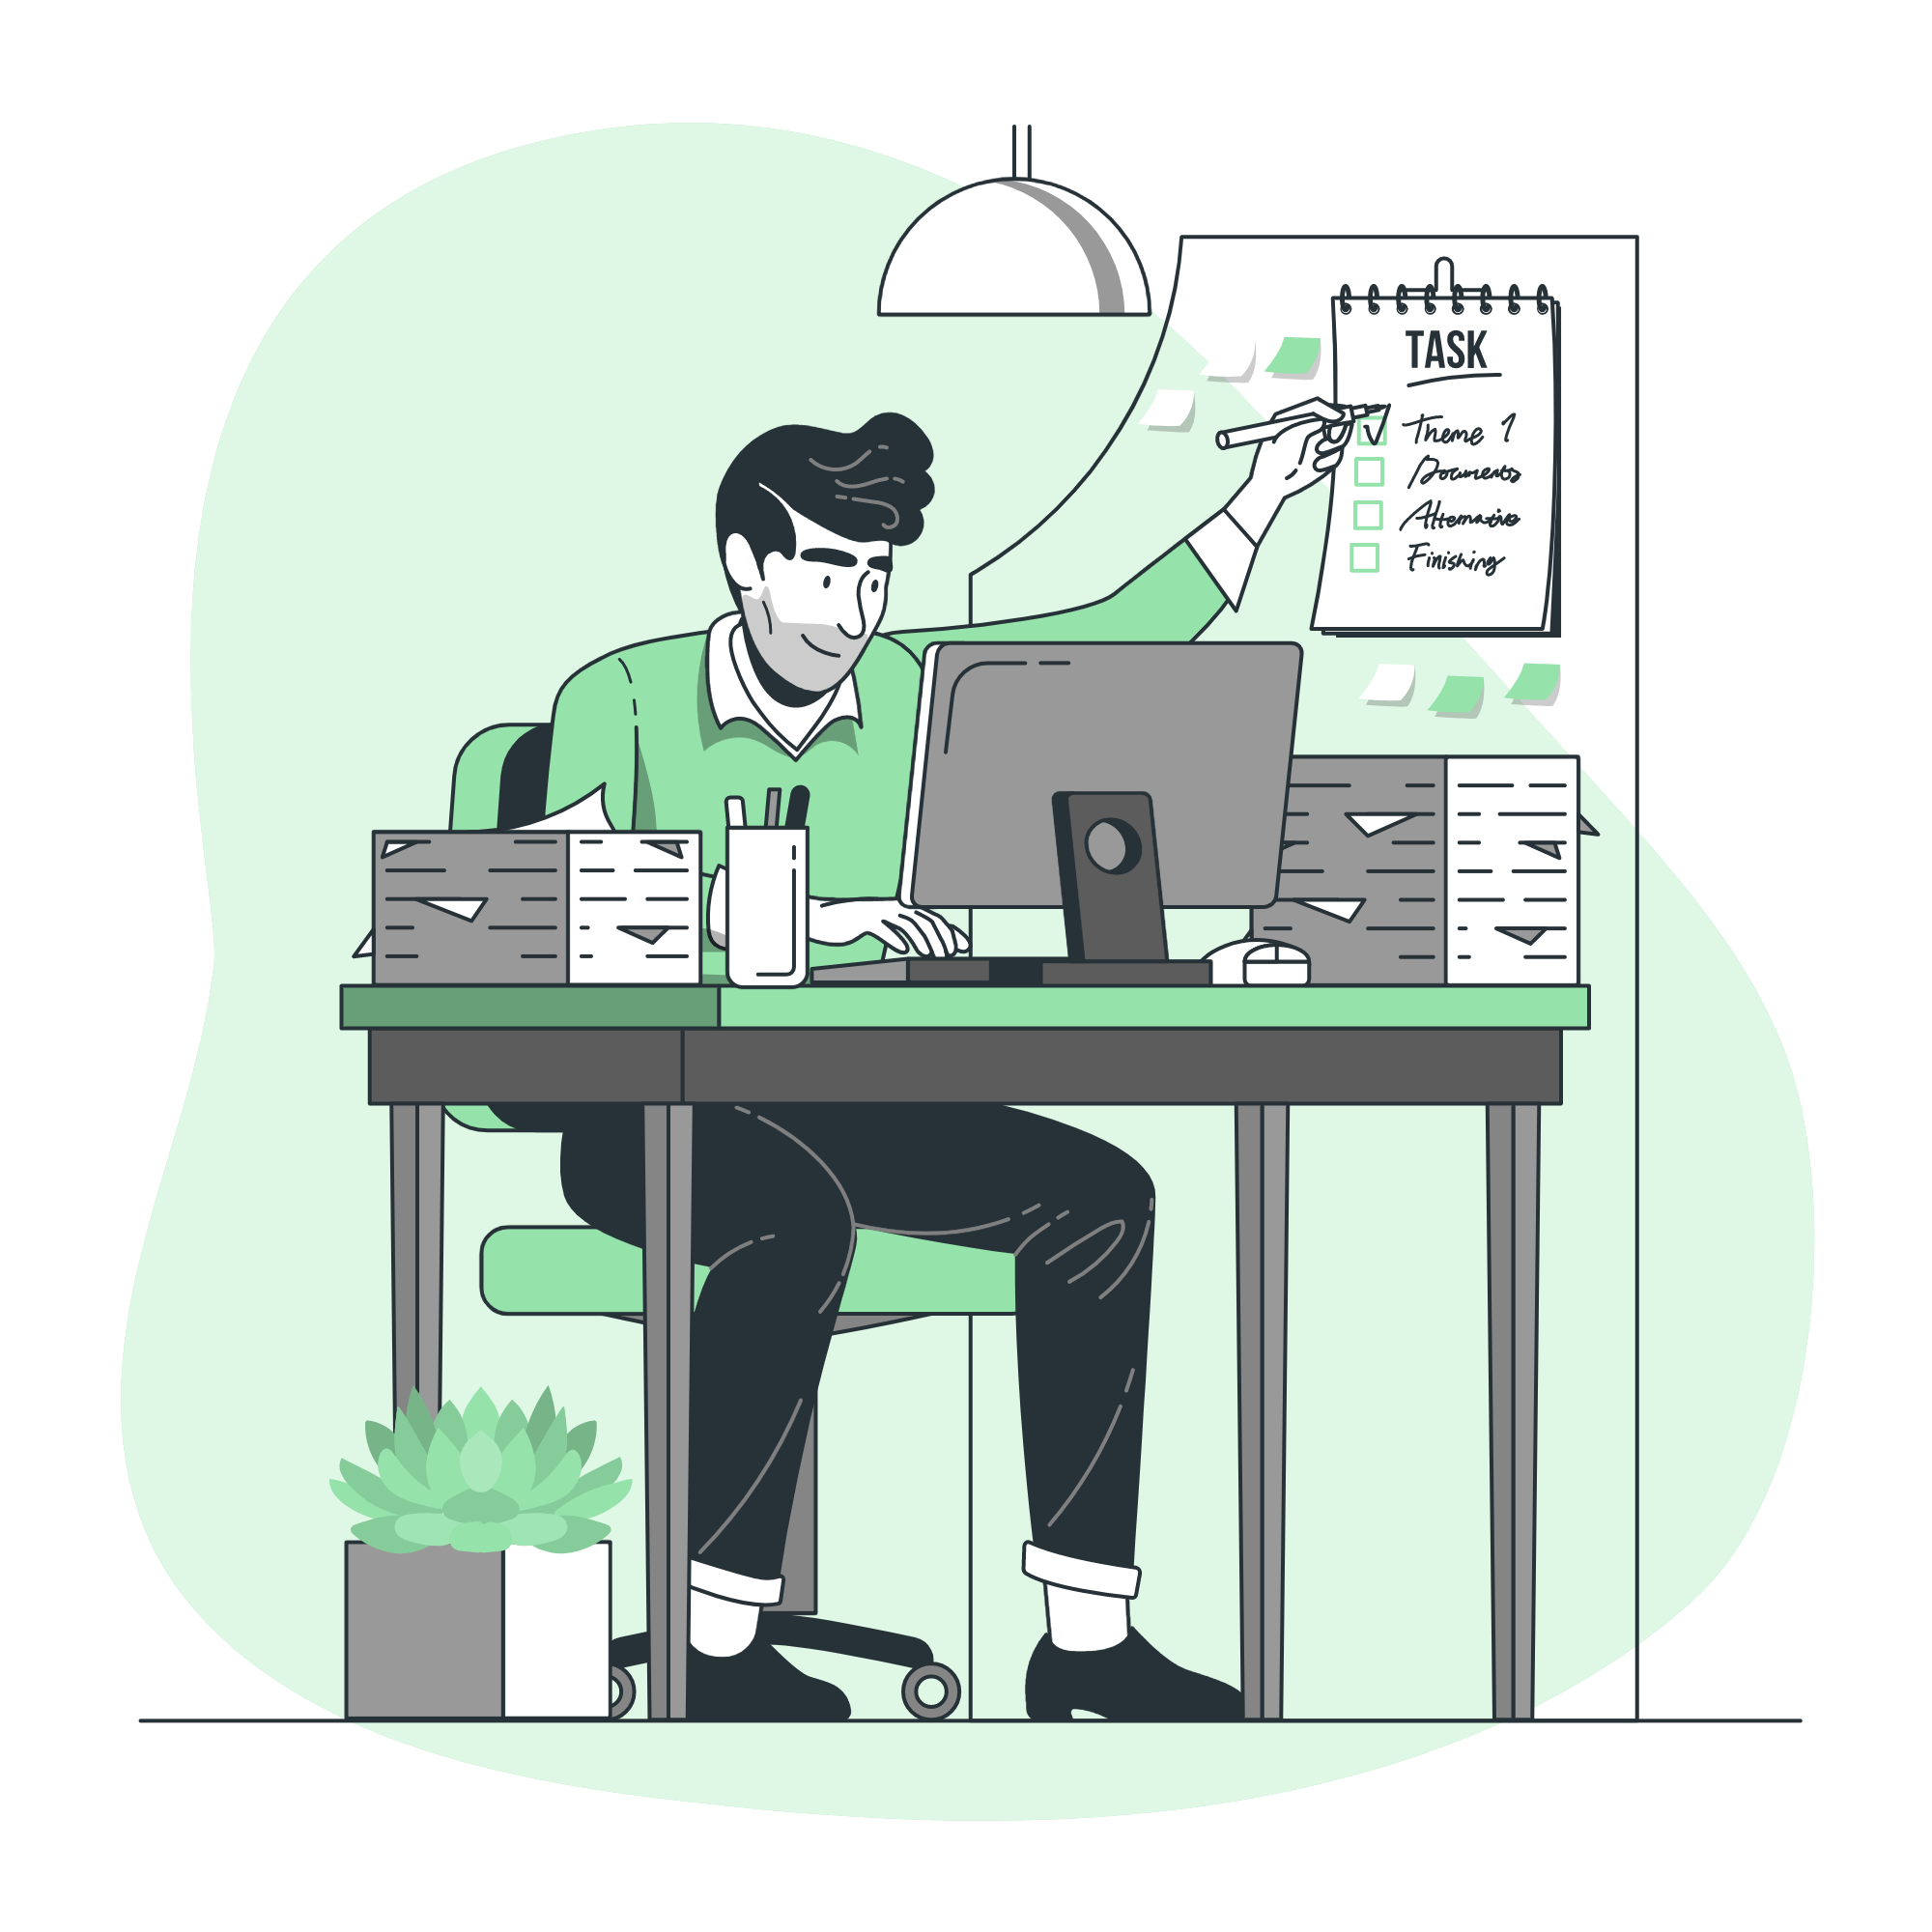 TASK
Theme 1
Documents
Alternative
Finishing